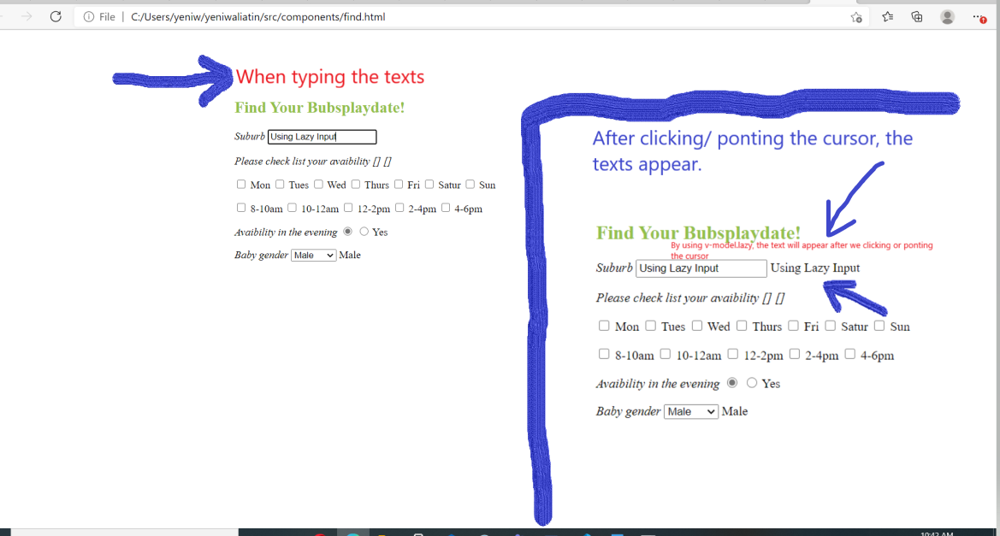 File | C:/Users/yeniw/yeniwaliatin/src/components/find.html
When typing the texts
Find Your Bubsplaydate!
Suburb Using Lazy Input
Please check list your avaibility [] []
Mon Tues Wed Thurs Fri Satur Sun
8-10am 10-12am 12-2pm 2-4pm 4-6pm
Avaibility in the evening Yes
Baby gender Male Male
After clicking/ ponting the cursor, the
texts appear.
Find Your Bubsplaydate!
By using v-model.lazy, the text will appear after we clicking or ponting
the cursor
Suburb Using Lazy Input Using Lazy Input
Please check list your avaibility [] []
Mon Tues Wed Thurs Fri Satur Sun
8-10am 10-12am 12-2pm 2-4pm 4-6pm
Avaibility in the evening Yes
Baby gender Male Male
10:42 AM